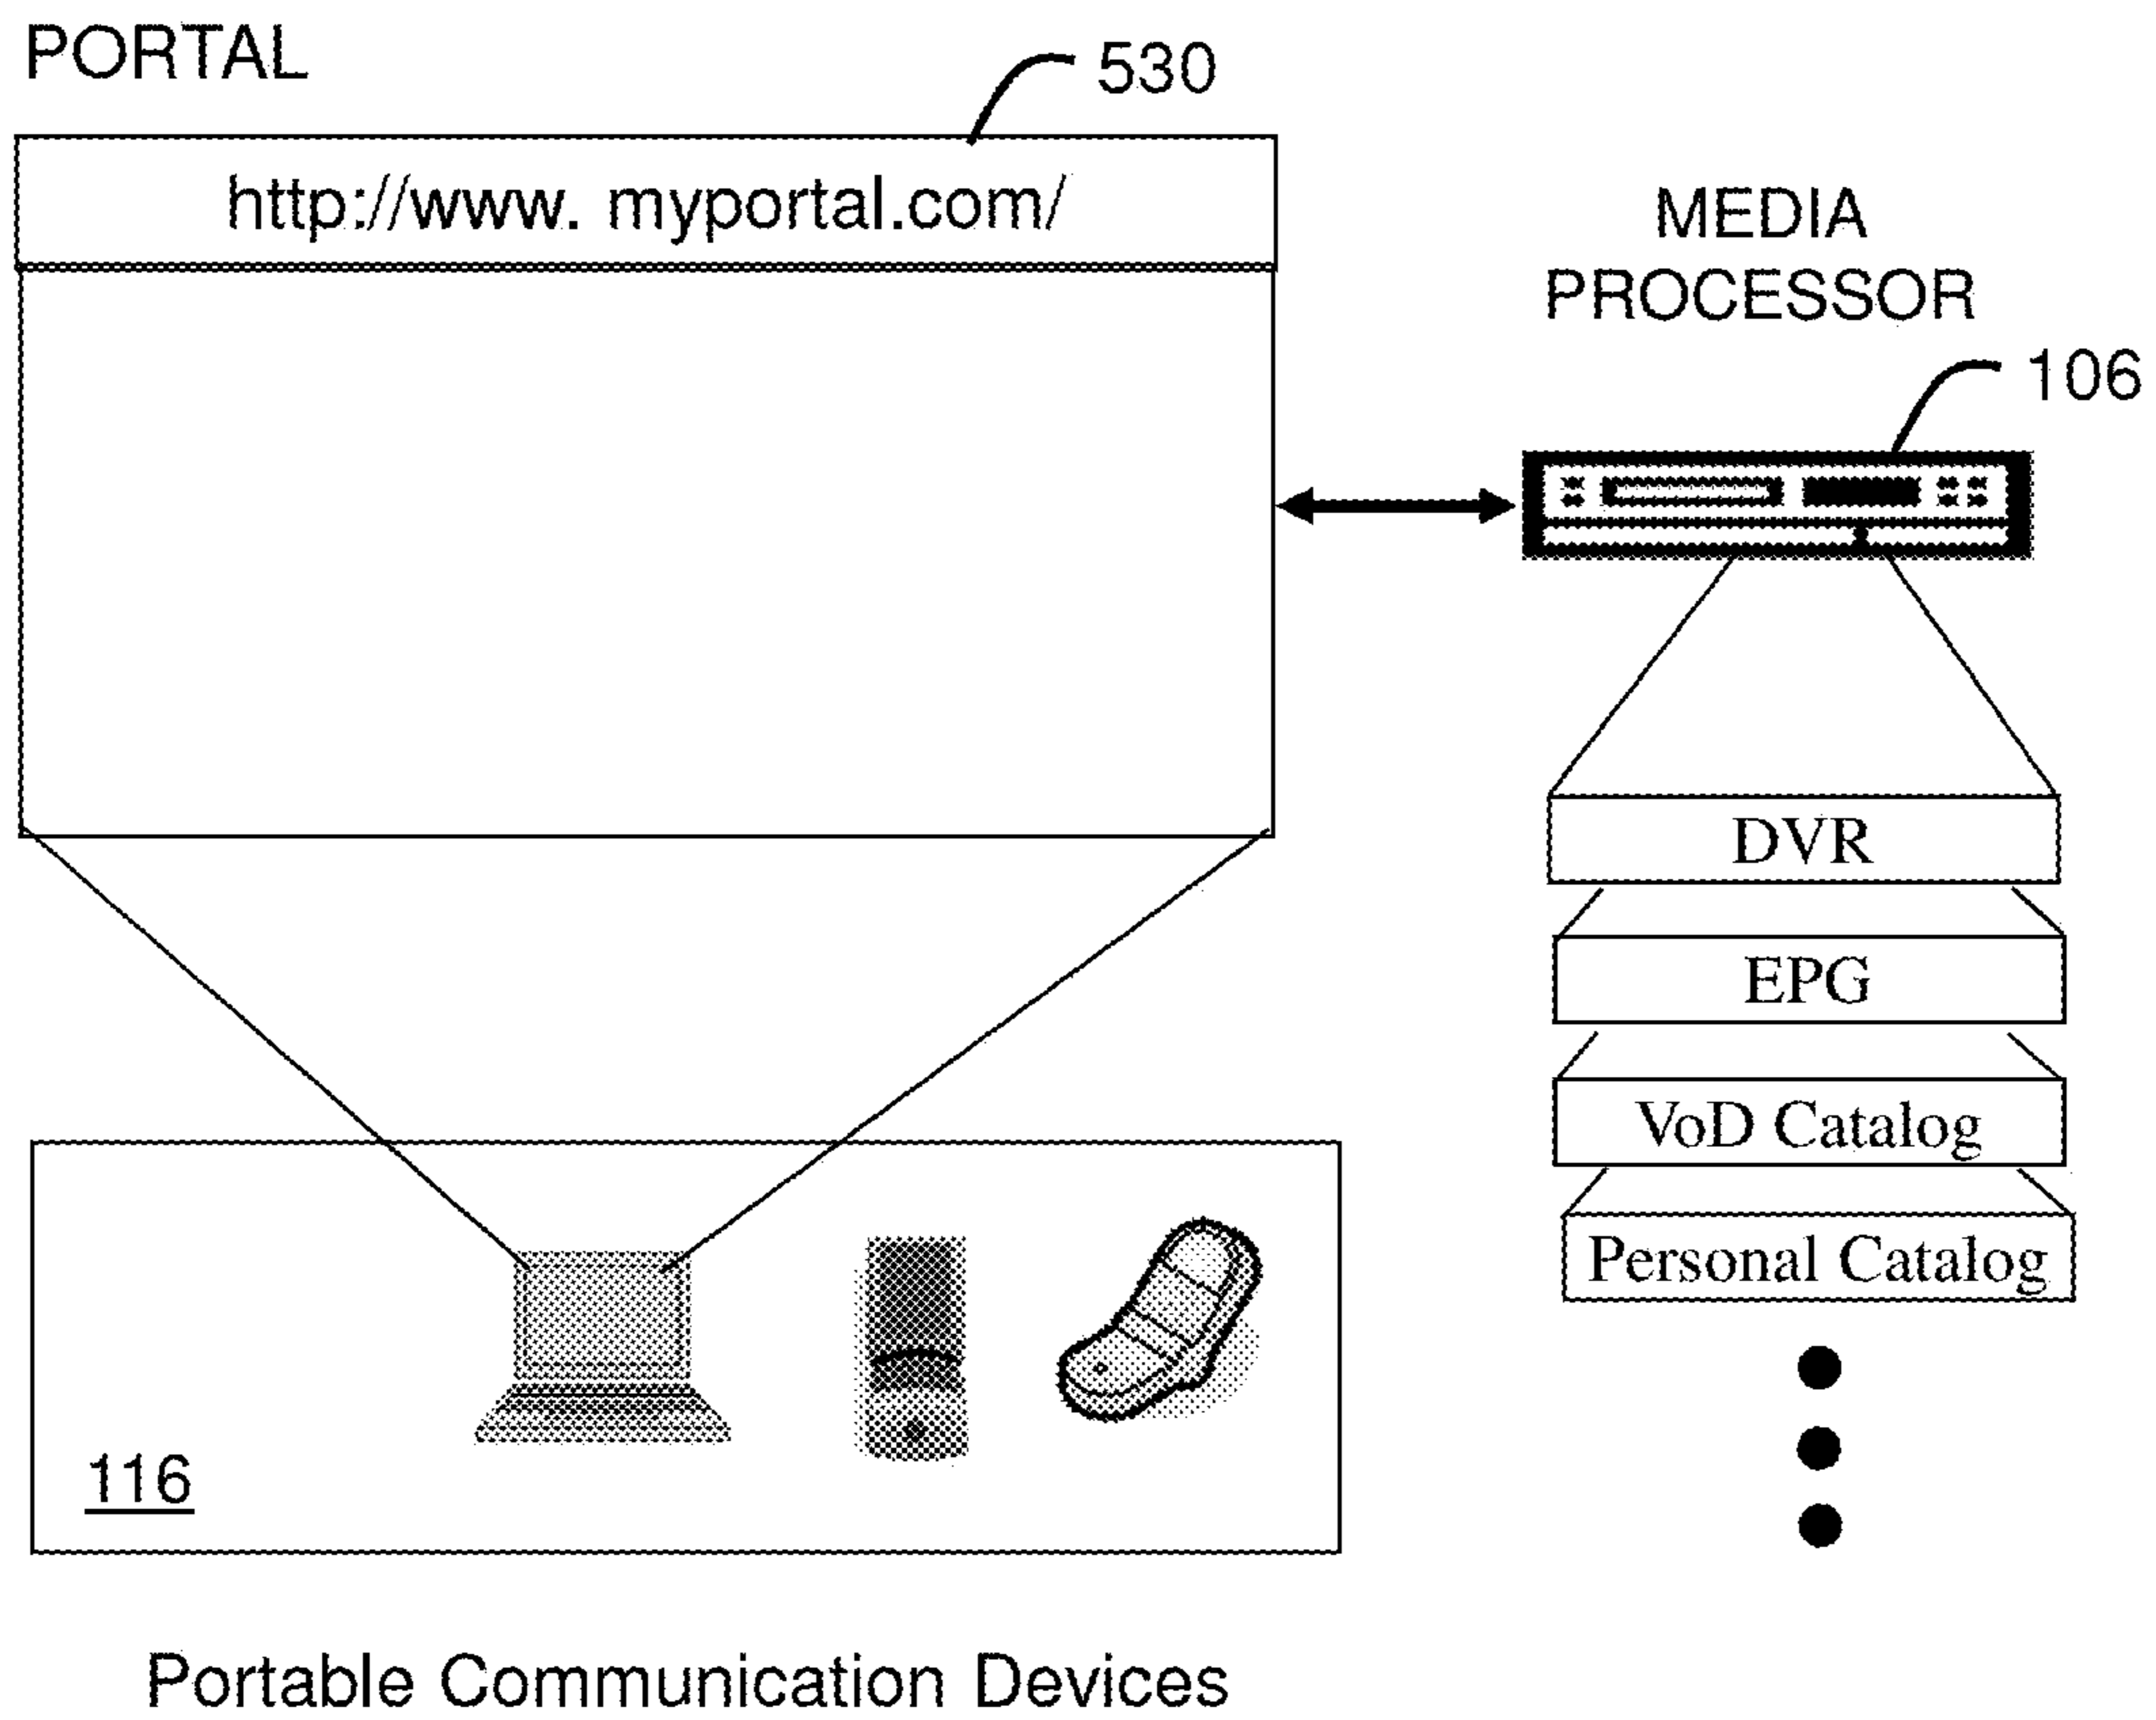 PORTAL
530
http://www. myportal.com/
MEDIA
PROCESSOR
106
DVR
EPG
VoD Catalog
Personal Catalog
116
Portable Communication Devices